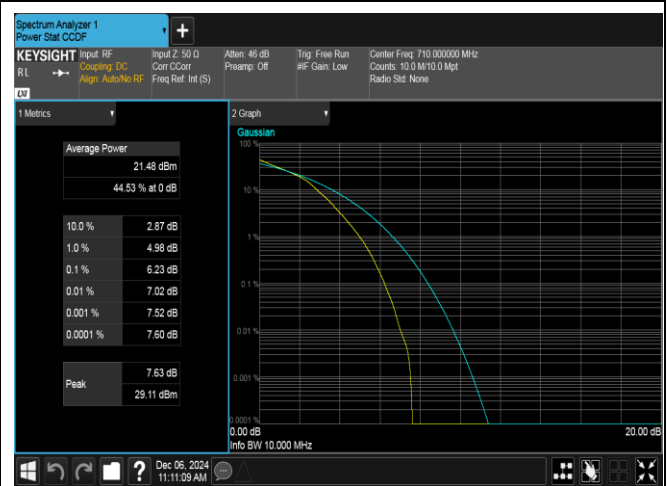 Spectrum Analyzer 1
Power Stat CCDF
+
KEYSIGHT Input: RF Input Z: 50 Ω Atten: 46 dB Trig: Free Run Center Freq: 710.000000 MHz
RL Coupling: DC Corr CCorr Preamp: Off #IF Gain: Low Counts: 10.0 M/10.0 Mpt
Align: Auto/No RF Freq Ref: Int (S) Radio Std: None
LXI
1 Metrics
2 Graph
Gaussian
Average Power
21.48 dBm
44.53 % at 0 dB
10.0 % 2.87 dB
1.0 % 4.98 dB
0.1 % 6.23 dB
0.01 % 7.02 dB
0.001 % 7.52 dB
0.0001 % 7.60 dB
Peak 7.63 dB
29.11 dBm
100 %
10 %
1 %
0.1 %
0.01 %
0.001 %
0.0001 %
0.00 dB 20.00 dB
Info BW 10.000 MHz
? Dec 06, 2024
11:11:09 AM